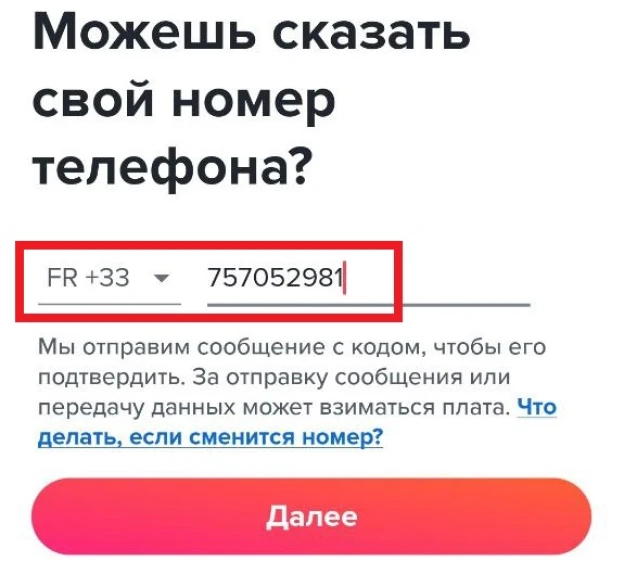 Можешь сказать
свой номер
телефона?
FR +33 757052981
Мы отправим сообщение с кодом, чтобы его
подтвердить. За отправку сообщения или
передачу данных может взиматься плата. Что
делать, если сменится номер?
Далее